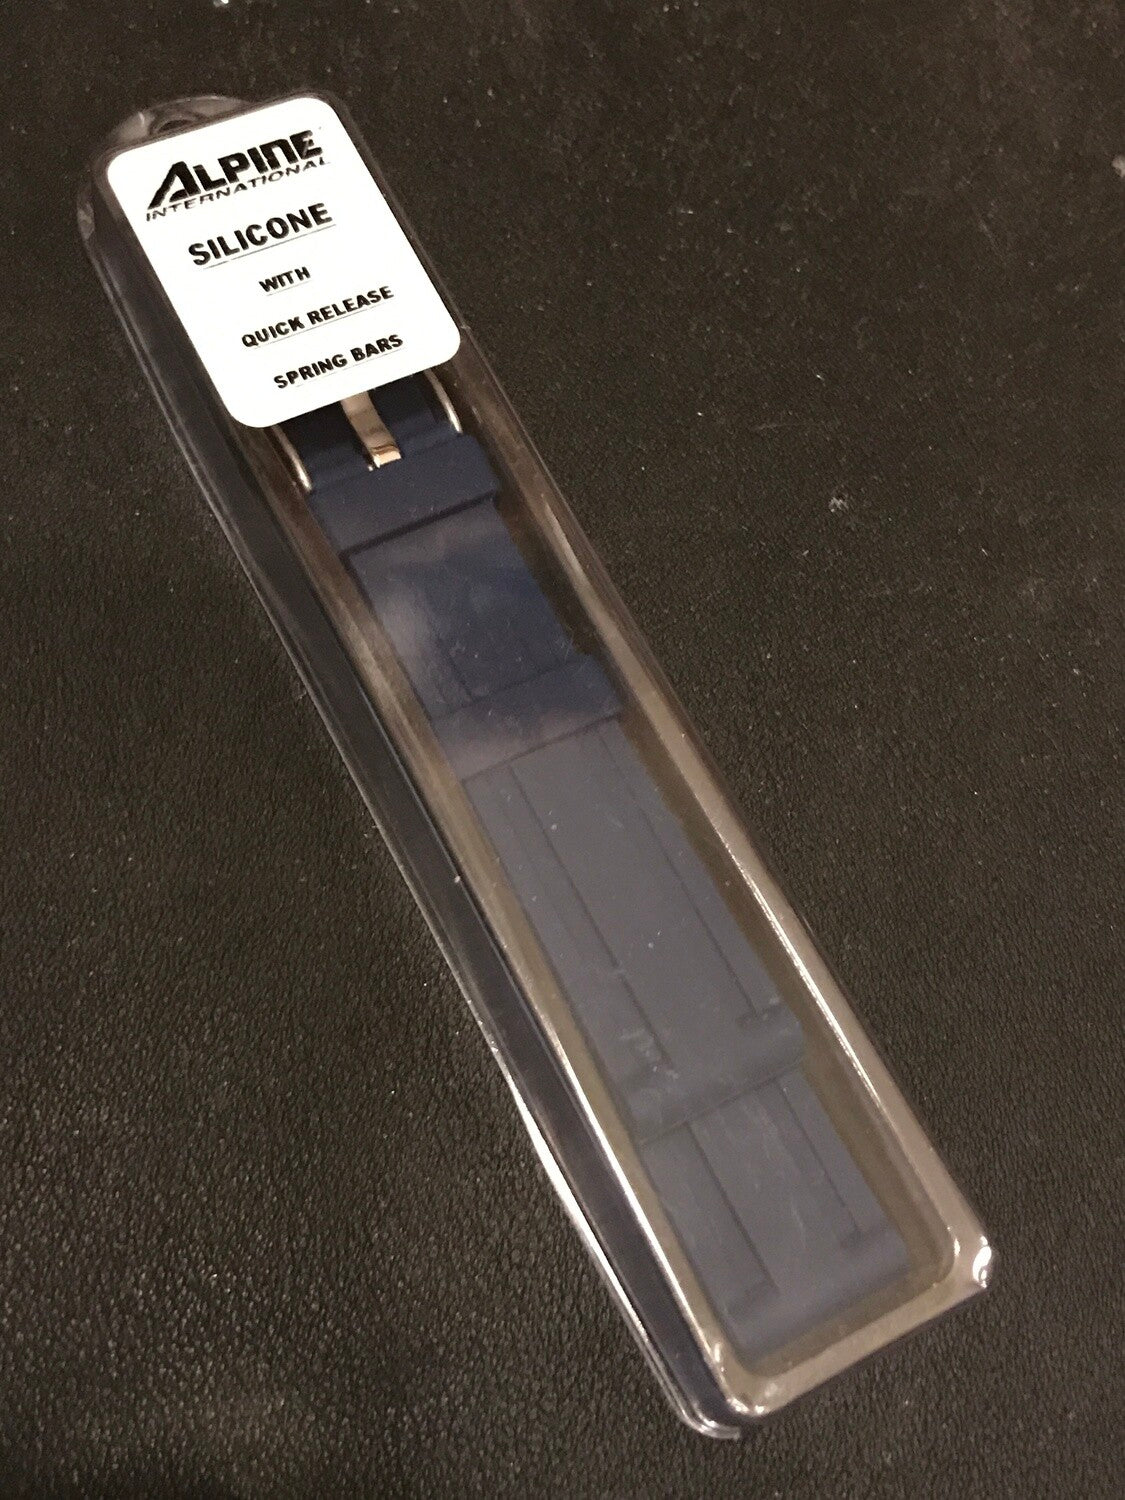 ALPINE
INTERNATIONAL
SILICONE
WITH
QUICK RELEASE
SPRING BARS